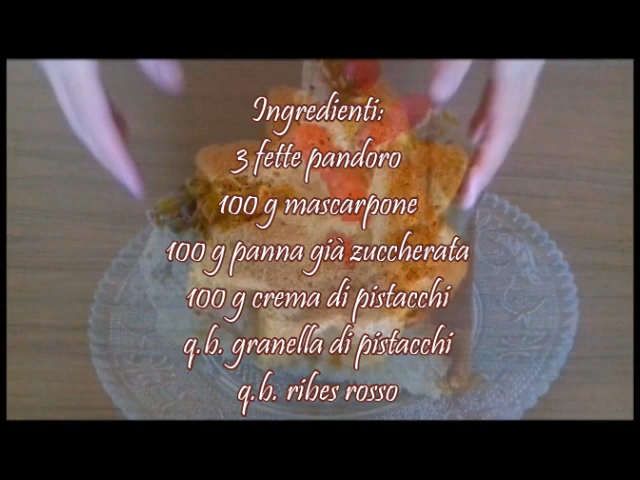 Ingredienti:
3 fette pandoro
100 g mascarpone
100 g panna già zuccherata
100 g crema di pistacchi
q.b. granella di pistacchi
q.b. ribes rosso